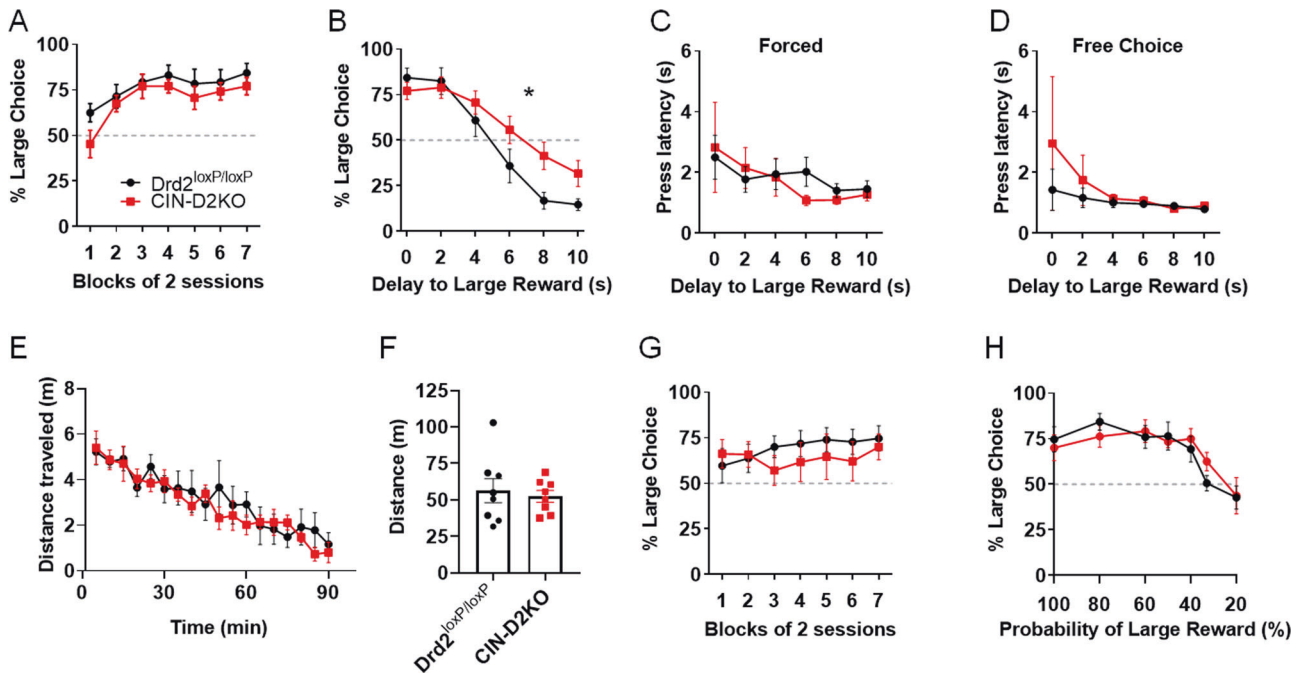 A
% Large Choice
100
75
50
25
0
Drd2loxP/loxP
CIN-D2KO
1 2 3 4 5 6 7
Blocks of 2 sessions
B
% Large Choice
100
75
50
25
0
*
0 2 4 6 8 10
Delay to Large Reward (s)
C
Forced
Press latency (s)
6
4
2
0
0 2 4 6 8 10
Delay to Large Reward (s)
D
Free Choice
Press latency (s)
6
4
2
0
0 2 4 6 8 10
Delay to Large Reward (s)
E
Distance traveled (m)
8
6
4
2
0
0 30 60 90
Time (min)
F
Distance (m)
125
100
75
50
25
0
Drd2loxP/loxP
CIN-D2KO
G
% Large Choice
100
75
50
25
0
1 2 3 4 5 6 7
Blocks of 2 sessions
H
% Large Choice
100
75
50
25
0
100 80 60 40 20
Probability of Large Reward (%)